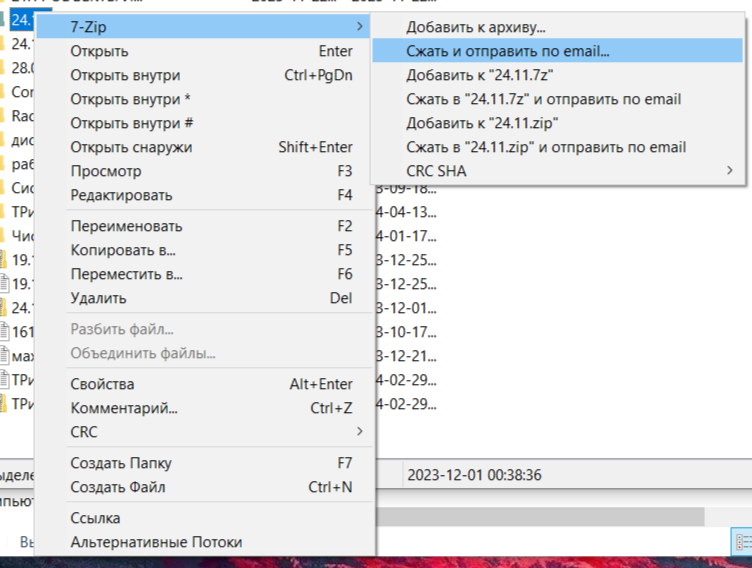 24.1
7-Zip
Добавить к архиву...
24.
Открыть Enter
Сжать и отправить по email...
28.0
Открыть внутри Ctrl+PgDn
Добавить к "24.11.7z"
Con
Открыть внутри *
Сжать в "24.11.7z" и отправить по email
Rac
Открыть внутри #
Добавить к "24.11.zip"
дис
Открыть снаружи Shift+Enter
Сжать в "24.11.zip" и отправить по email
раб
Просмотр F3
CRC SHA
Сис
Редактировать F4
3-09-18...
ТРи
4-04-13...
Переименовать F2
Чис
4-01-17...
Копировать в... F5
19.1
3-12-25...
Переместить в... F6
19.1
3-12-25...
Удалить Del
24.1
3-12-01...
Разбить файл...
161
3-10-17...
Объединить файлы...
мах
3-12-21...
Свойства Alt+Enter
ТРи
4-02-29...
Комментарий... Ctrl+Z
ТРи
4-02-29...
CRC
Создать Папку F7
ыделе
2023-12-01 00:38:36
Создать Файл Ctrl+N
пьют
Ссылка
Вы
Альтернативные Потоки